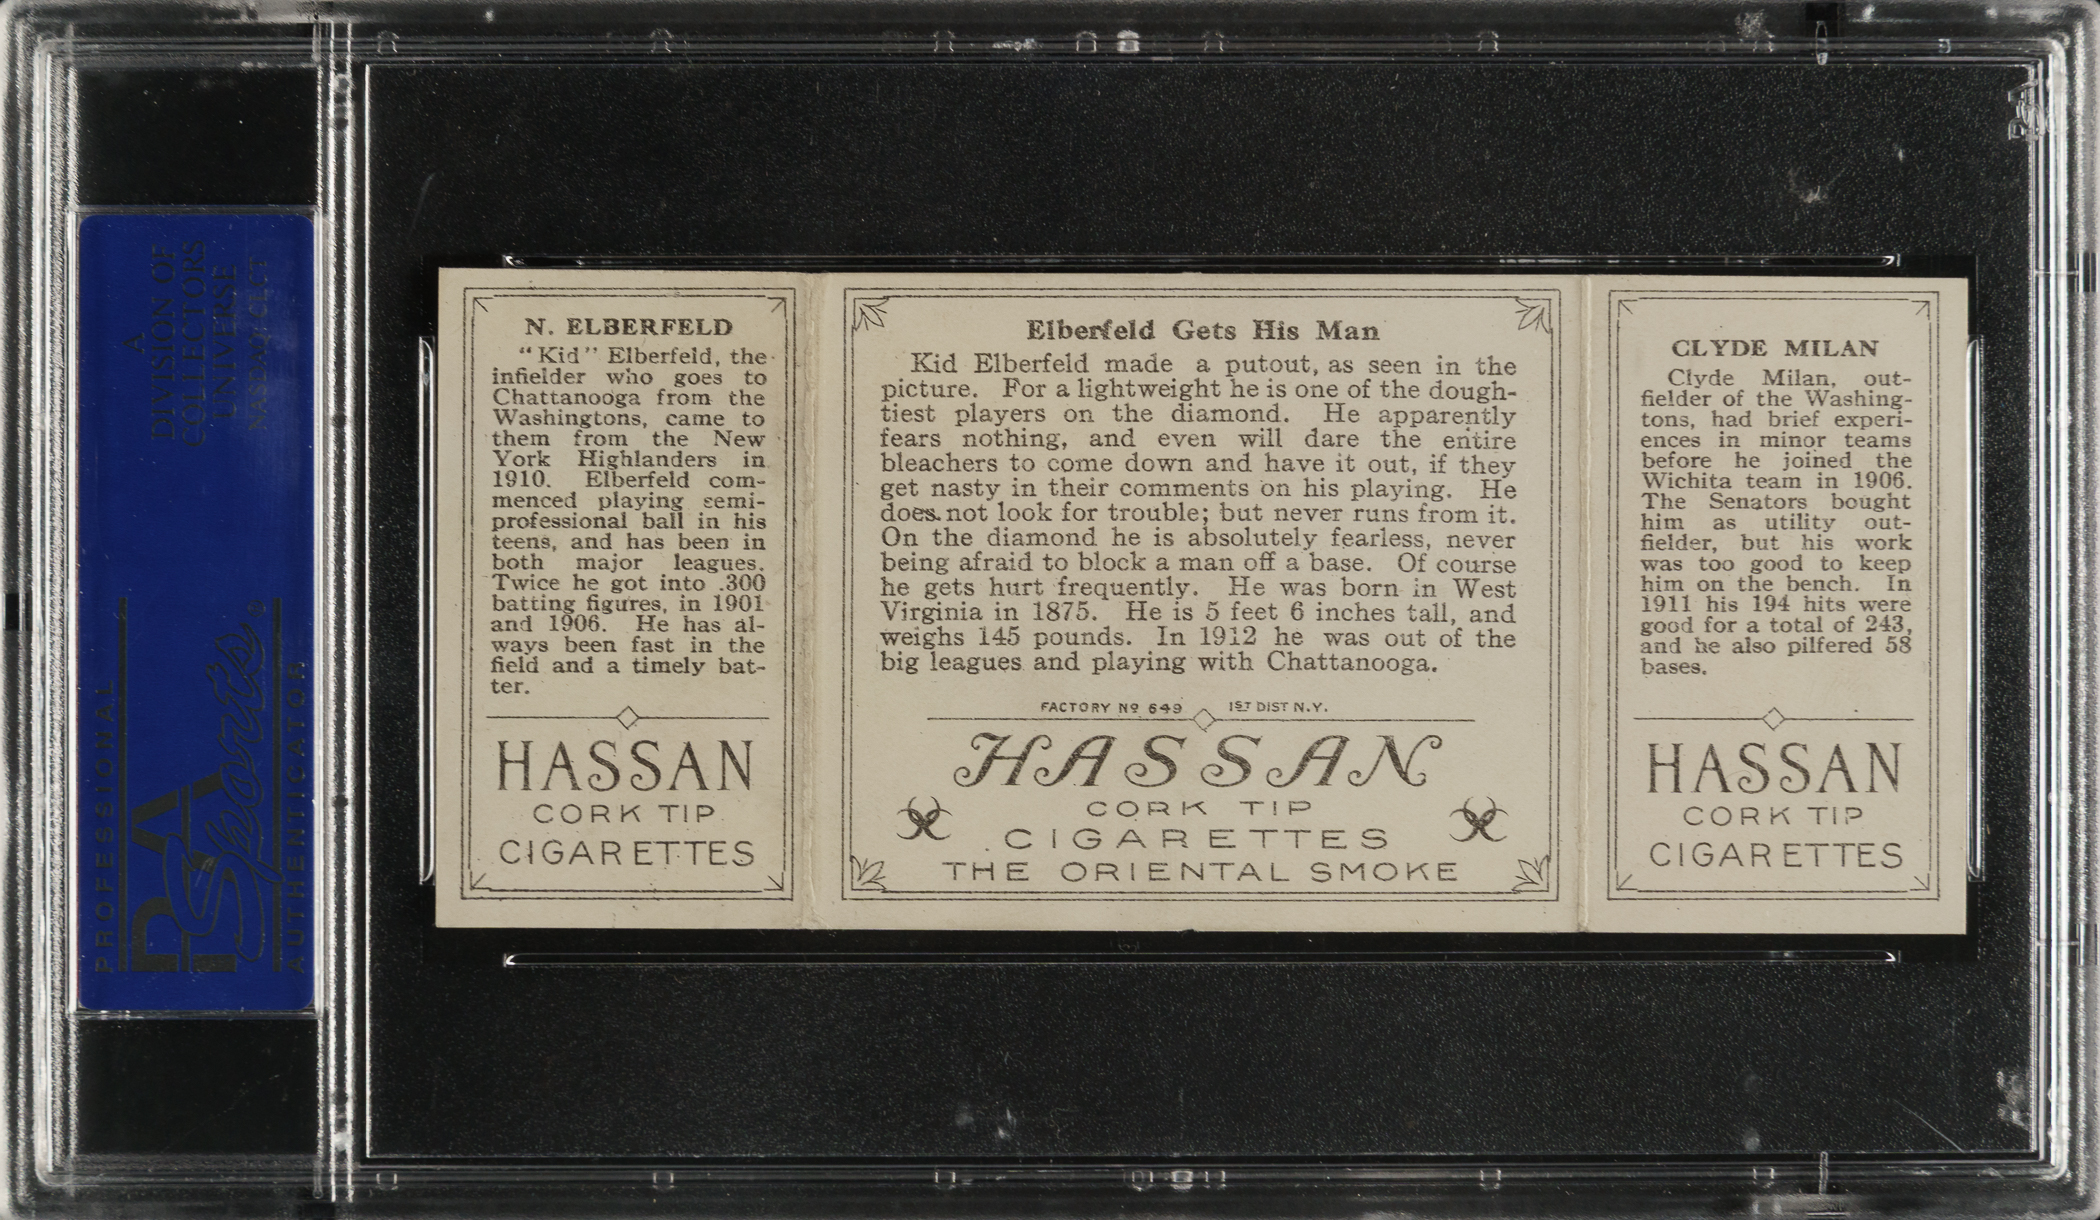 A
DIVISION OF
COLLECTORS
UNIVERSE
NASDAQ: CLCT
PROFESSIONAL
PSA
Sports®
AUTHENTICATOR
N. ELBERFELD
"Kid" Elberfeld, the
infielder who goes to
Chattanooga from the
Washingtons, came to
them from the New
York Highlanders in
1910. Elberfeld com-
menced playing semi-
professional ball in his
teens, and has been in
both major leagues.
Twice he got into .300
batting figures, in 1901
and 1906. He has al-
ways been fast in the
field and a timely bat-
ter.
HASSAN
CORK TIP
CIGARETTES
Elberfeld Gets His Man
Kid Elberfeld made a putout, as seen in the
picture. For a lightweight he is one of the dough-
tiest players on the diamond. He apparently
fears nothing, and even will dare the entire
bleachers to come down and have it out, if they
get nasty in their comments on his playing. He
does not look for trouble; but never runs from it.
On the diamond he is absolutely fearless, never
being afraid to block a man off a base. Of course
he gets hurt frequently. He was born in West
Virginia in 1875. He is 5 feet 6 inches tall, and
weighs 145 pounds. In 1912 he was out of the
big leagues and playing with Chattanooga.
FACTORY Nº 649 1ST DIST N.Y.
HASSAN
CORK TIP
CIGARETTES
THE ORIENTAL SMOKE
CLYDE MILAN
Clyde Milan, out-
fielder of the Washing-
tons, had brief experi-
ences in minor teams
before he joined the
Wichita team in 1906.
The Senators bought
him as utility out-
fielder, but his work
was too good to keep
him on the bench. In
1911 his 194 hits were
good for a total of 243,
and he also pilfered 58
bases.
HASSAN
CORK TIP
CIGARETTES
PSA